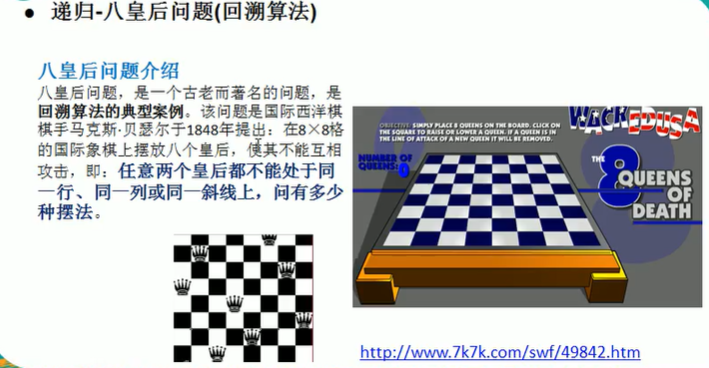 • 递归-八皇后问题(回溯算法)
八皇后问题介绍
八皇后问题，是一个古老而著名的问题，是
回溯算法的典型案例。该问题是国际西洋棋
棋手马克斯·贝瑟尔于1848年提出：在8×8格
的国际象棋上摆放八个皇后，使其不能互相
攻击，即：任意两个皇后都不能处于同
一行、同一列或同一斜线上，问有多少
种摆法。
WACKEDUSA
OBJECTIVE: SIMPLY PLACE 8 QUEENS ON THE BOARD. CLICK ON
THE SQUARE TO RAISE OR LOWER A QUEEN. IF A QUEEN IS IN
THE LINE OF ATTACK OF A NEW QUEEN IT WILL BE REMOVED.
NUMBER OF
QUEENS: 0
THE
8
QUEENS
OF
DEATH
http://www.7k7k.com/swf/49842.htm